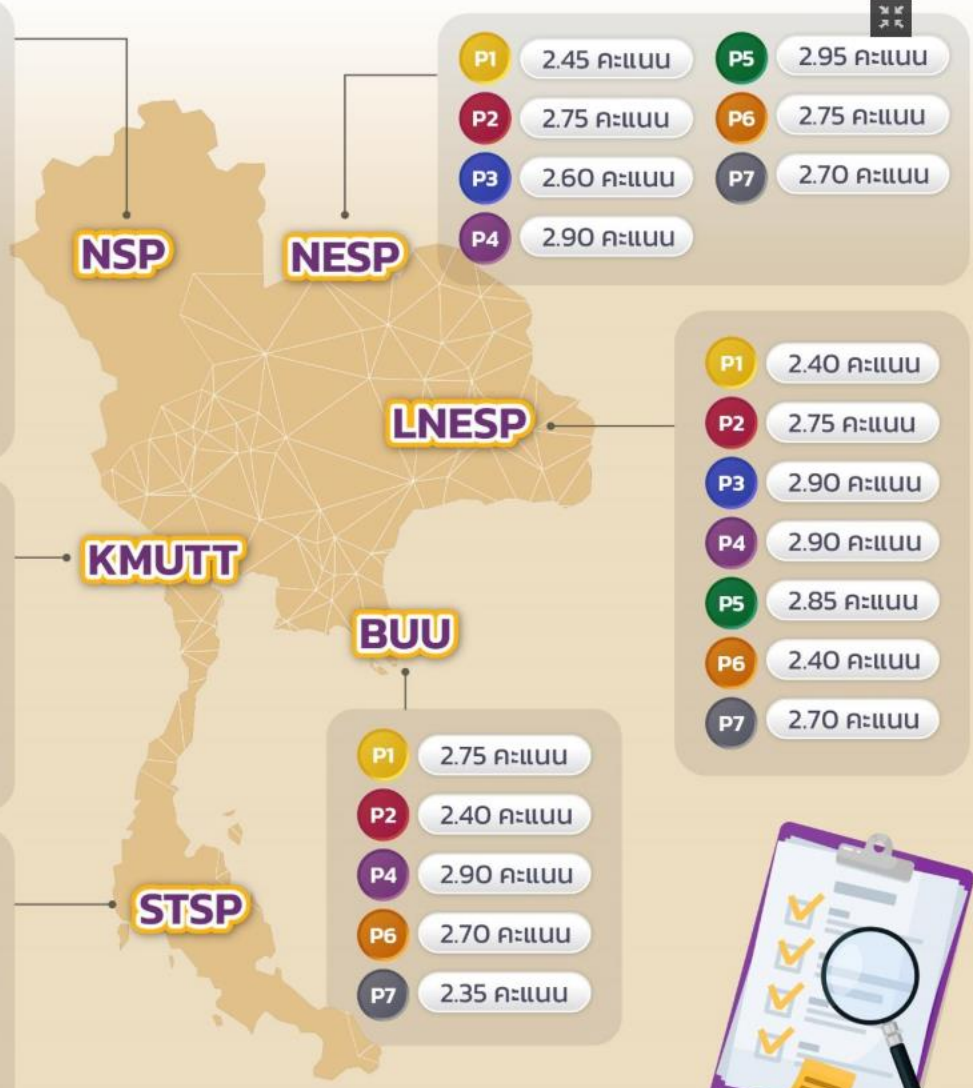 P1 2.45 คะแนน
P2 2.75 คะแนน
P3 2.60 คะแนน
P4 2.90 คะแนน
P5 2.95 คะแนน
P6 2.75 คะแนน
P7 2.70 คะแนน
NSP
NESP
LNESP
P1 2.40 คะแนน
P2 2.75 คะแนน
P3 2.90 คะแนน
P4 2.90 คะแนน
P5 2.85 คะแนน
P6 2.40 คะแนน
P7 2.70 คะแนน
KMUTT
BUU
P1 2.75 คะแนน
P2 2.40 คะแนน
P4 2.90 คะแนน
P6 2.70 คะแนน
P7 2.35 คะแนน
STSP